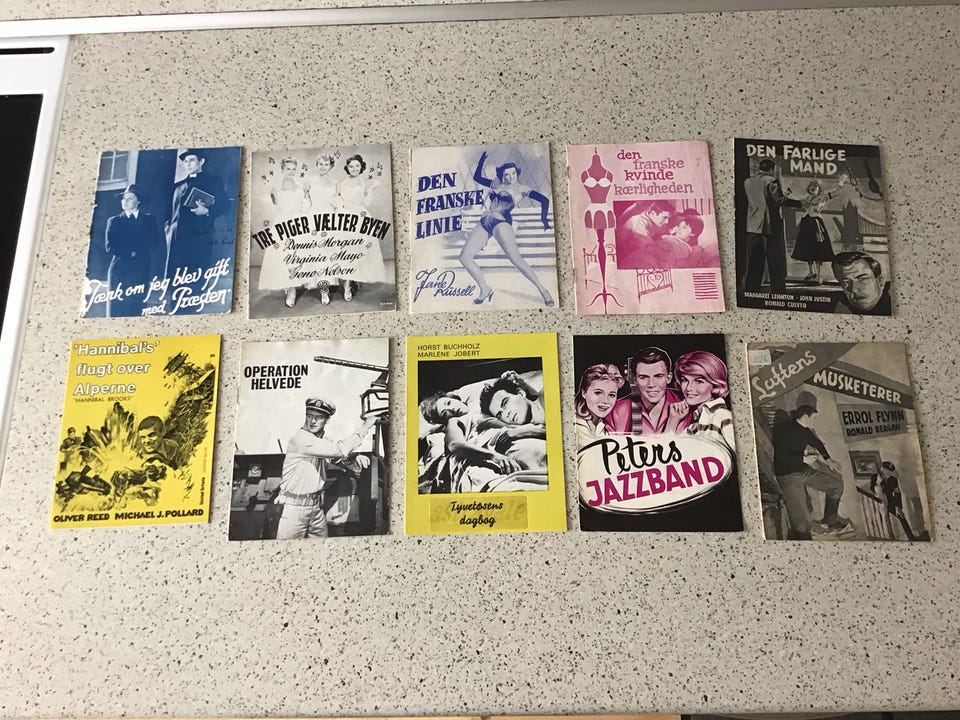 Tænk om jeg blev gift
med Præsten"
TRE PIGER VÆLTER BYEN
Dennis Morgan
Virginia Mayo
Gene Nelson
DEN
FRANSKE
LINIE
Jane
Russell
den
franske
kvinde
kærligheden
DEN FARLIGE
MAND
MARGARET LEIGHTON · JOHN JUSTIN
RONALD CULVER
'Hannibal's'
flugt over
Alperne
"HANNIBAL BROOKS"
United Artists
OLIVER REED MICHAEL J. POLLARD
OPERATION
HELVEDE
HORST BUCHHOLZ
MARLÈNE JOBERT
Tyvetøsens
dagbog
Peters
JAZZBAND
Luftens
MUSKETERER
ERROL FLYNN
RONALD REAGAN